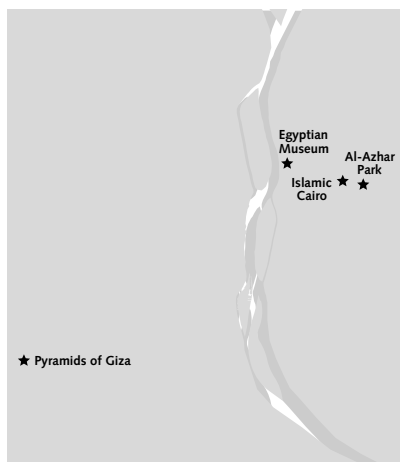 Egyptian
Museum
Al-Azhar
Park
Islamic
Cairo
Pyramids of Giza